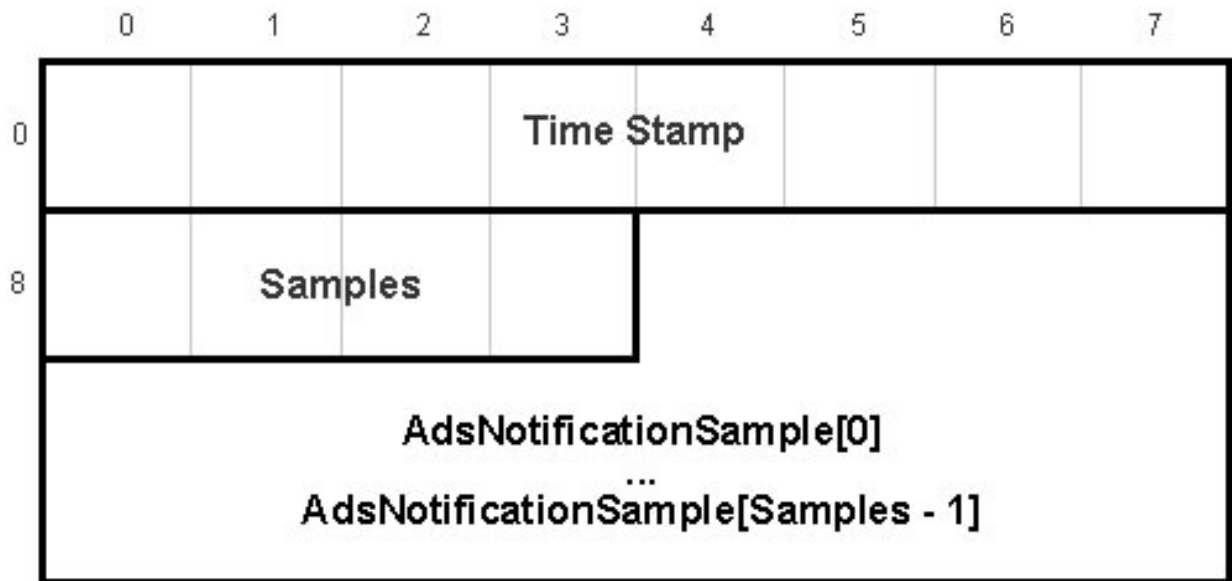 0 1 2 3 4 5 6 7
0 Time Stamp
8 Samples
AdsNotificationSample[0]
...
AdsNotificationSample[Samples - 1]